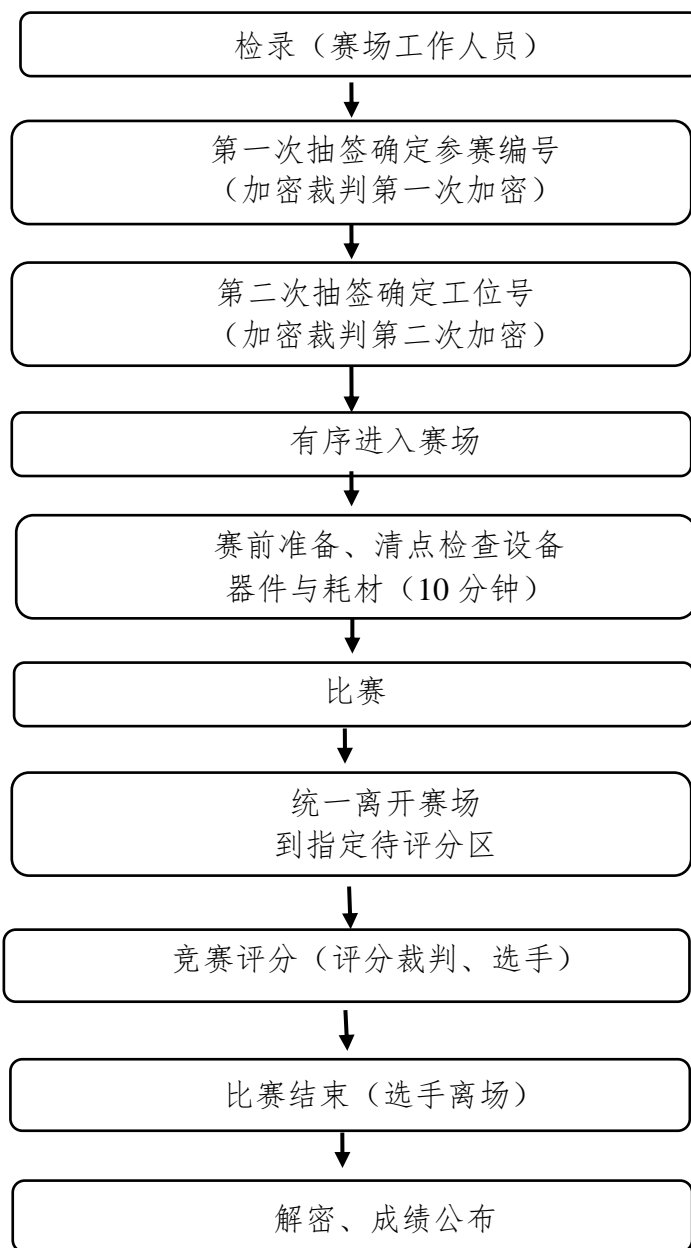 检录（赛场工作人员）
第一次抽签确定参赛编号
（加密裁判第一次加密）
第二次抽签确定工位号
（加密裁判第二次加密）
有序进入赛场
赛前准备、清点检查设备
器件与耗材（10 分钟）
比赛
统一离开赛场
到指定待评分区
竞赛评分（评分裁判、选手）
比赛结束（选手离场）
解密、成绩公布